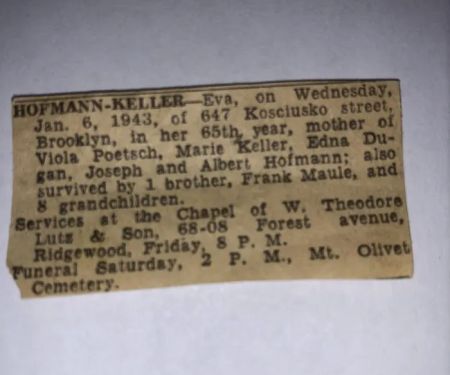 HOFMANN-KELLER—Eva, on Wednesday,
Jan. 6, 1943, of 647 Kosciusko street,
Brooklyn, in her 65th year, mother of
Viola Poetsch, Marie Keller, Edna Du-
gan, Joseph and Albert Hofmann; also
survived by 1 brother, Frank Maule, and
8 grandchildren.
Services at the Chapel of W. Theodore
Lutz & Son, 68-08 Forest avenue,
Ridgewood, Friday, 8 P. M.
Funeral Saturday, 2 P. M., Mt. Olivet
Cemetery.